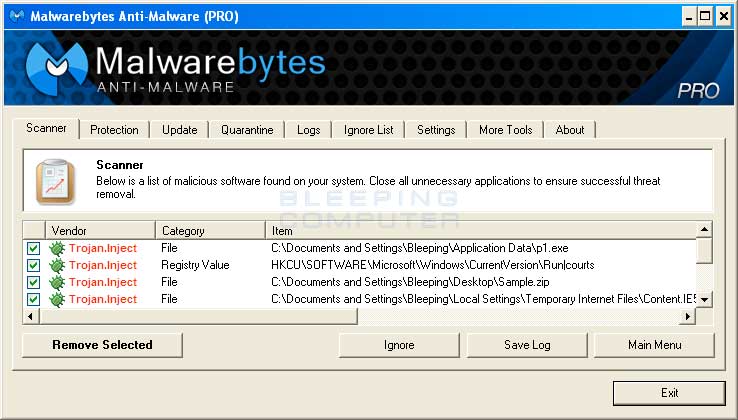 Malwarebytes Anti-Malware (PRO)
Malwarebytes
ANTI-MALWARE
PRO
Scanner Protection Update Quarantine Logs Ignore List Settings More Tools About
Scanner
Below is a list of malicious software found on your system. Close all unnecessary applications to ensure successful threat
removal.
BLEEPING
COMPUTER
Vendor Category Item
Trojan.Inject File C:\Documents and Settings\Bleeping\Application Data\p1.exe
Trojan.Inject Registry Value HKCU\SOFTWARE\Microsoft\Windows\CurrentVersion\Run|courts
Trojan.Inject File C:\Documents and Settings\Bleeping\Desktop\Sample.zip
Trojan.Inject File C:\Documents and Settings\Bleeping\Local Settings\Temporary Internet Files\Content.IE5
Remove Selected Ignore Save Log Main Menu
Exit